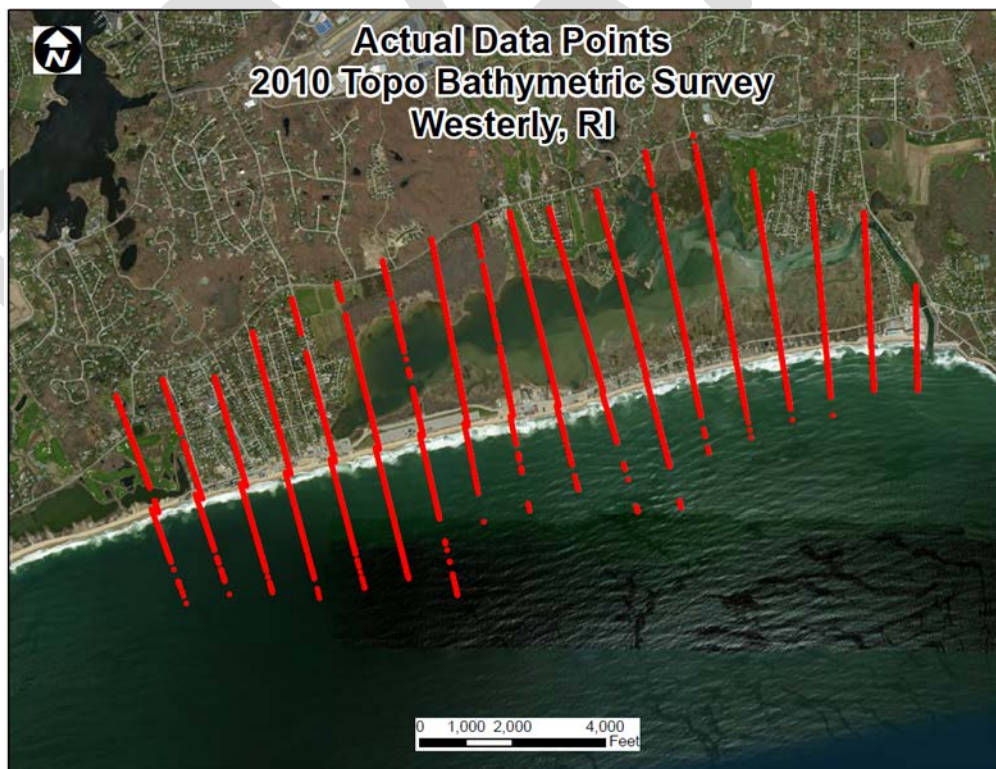 N
Actual Data Points
2010 Topo Bathymetric Survey
Westerly, RI
0 1,000 2,000 4,000
Feet